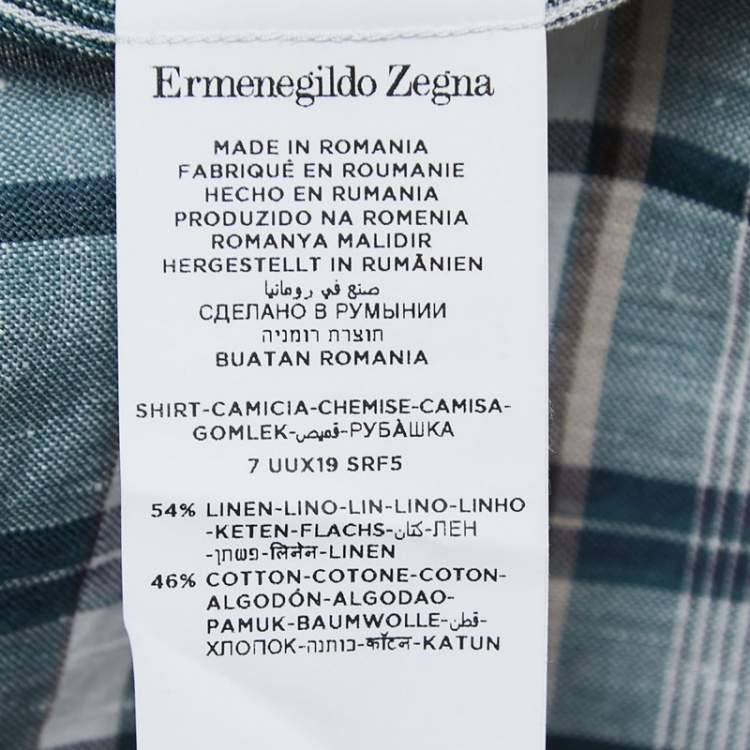 Ermenegildo Zegna
MADE IN ROMANIA
FABRIQUÉ EN ROUMANIE
HECHO EN RUMANIA
PRODUZIDO NA ROMENIA
ROMANYA MALIDIR
HERGESTELLT IN RUMĂNIEN
صنع في رومانيا
СДЕЛАНО В РУМЫНИИ
תוצרת רומניה
BUATAN ROMANIA
SHIRT-CAMICIA-CHEMISE-CAMISA-
GOMLEK-قميص-РУБÀШКА
7 UUX19 SRF5
54% LINEN-LINO-LIN-LINO-LINHO
-KETEN-FLACHS-كتان-ЛЕН
-פשתן-लिनेन-LINEN
46% COTTON-COTONE-COTON-
ALGODÓN-ALGODAO-
PAMUK-BAUMWOLLE-قطن-
ХЛОПОК-כותנה-कॉटन-KATUN